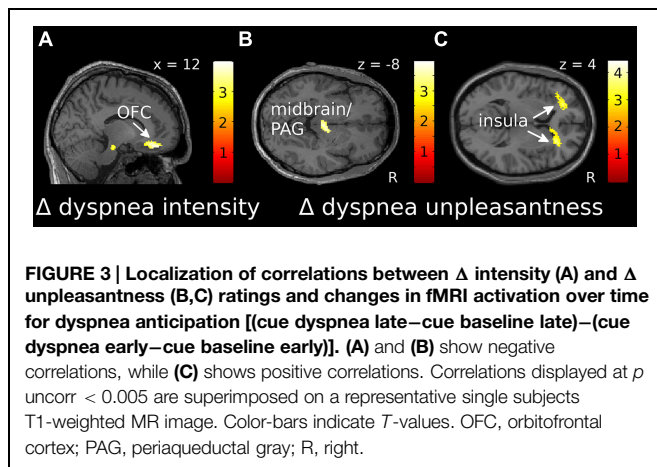 A
x = 12
3
2
1
OFC
B
z = -8
3
2
1
midbrain/
PAG
R
C
z = 4
4
3
2
1
insula
R
Δ dyspnea intensity
Δ dyspnea unpleasantness
FIGURE 3 | Localization of correlations between Δ intensity (A) and Δ
unpleasantness (B,C) ratings and changes in fMRI activation over time
for dyspnea anticipation [(cue dyspnea late−cue baseline late)−(cue
dyspnea early−cue baseline early)]. (A) and (B) show negative
correlations, while (C) shows positive correlations. Correlations displayed at p
uncorr < 0.005 are superimposed on a representative single subjects
T1-weighted MR image. Color-bars indicate T-values. OFC, orbitofrontal
cortex; PAG, periaqueductal gray; R, right.